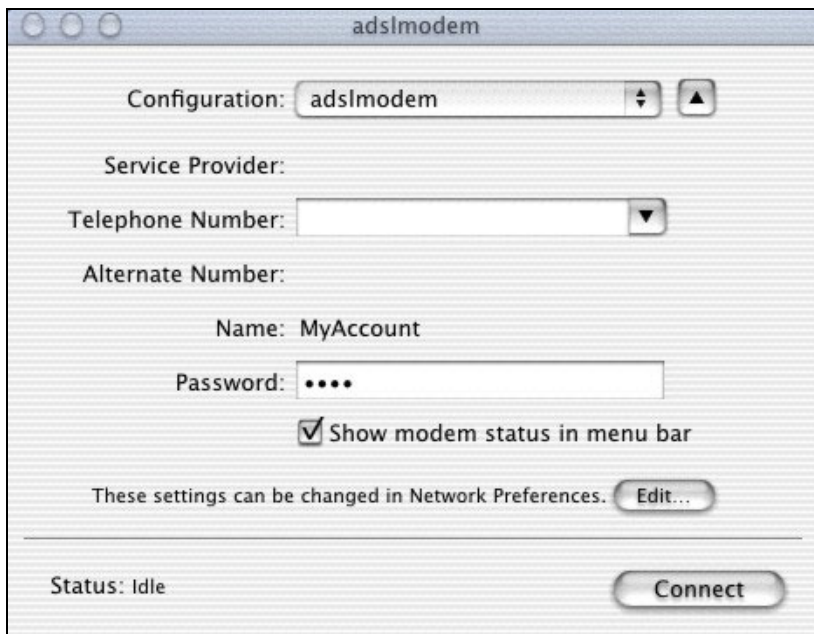 adslmodem
Configuration: adslmodem
Service Provider:
Telephone Number:
Alternate Number:
Name: MyAccount
Password: ••••
Show modem status in menu bar
These settings can be changed in Network Preferences. Edit...
Status: Idle
Connect